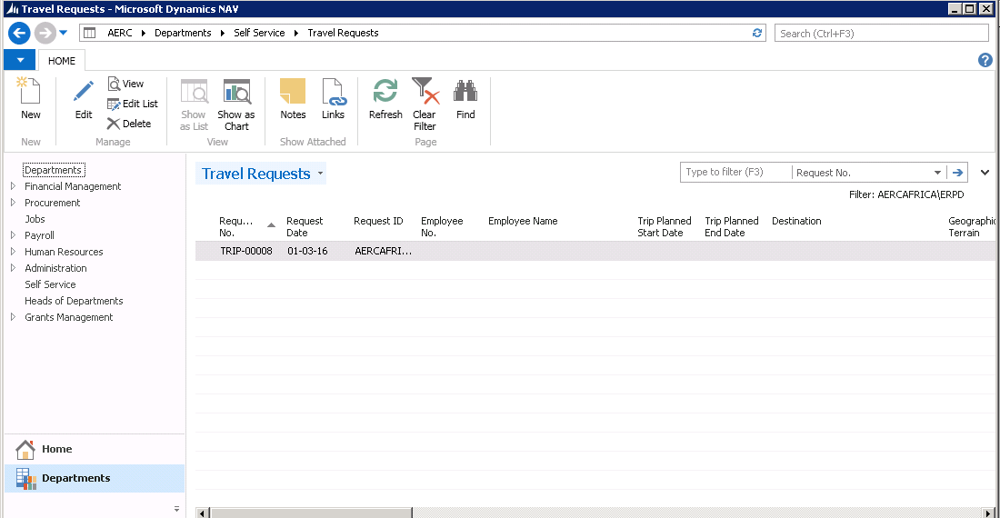 Travel Requests - Microsoft Dynamics NAV
AERC Departments Self Service Travel Requests
Search (Ctrl+F3)
HOME
New
Edit
View
Edit List
Delete
Show as List
Show as Chart
Notes
Links
Refresh
Clear Filter
Find
New
Manage
View
Show Attached
Page
Departments
Financial Management
Procurement
Jobs
Payroll
Human Resources
Administration
Self Service
Heads of Departments
Grants Management
Home
Departments
Travel Requests
Type to filter (F3) Request No.
Filter: AERCAFRICA\ERPD
Requ... No. Request Date Request ID Employee No. Employee Name Trip Planned Start Date Trip Planned End Date Destination Geographic Terrain
TRIP-00008 01-03-16 AERCAFRI...